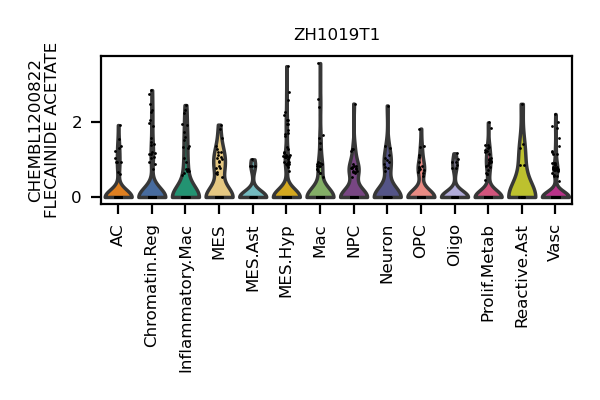 ZH1019T1
CHEMBL1200822
FLECAINIDE ACETATE
2
0
AC
Chromatin.Reg
Inflammatory.Mac
MES
MES.Ast
MES.Hyp
Mac
NPC
Neuron
OPC
Oligo
Prolif.Metab
Reactive.Ast
Vasc